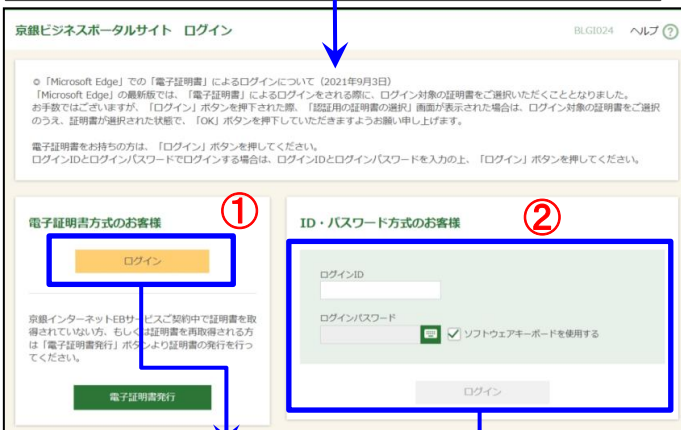 京銀ビジネスポータルサイト ログイン
BLGI024 ヘルプ ?
○「Microsoft Edge」での「電子証明書」によるログインについて（2021年9月3日）
「Microsoft Edge」の最新版では、「電子証明書」によるログインをされる際に、ログイン対象の証明書をご選択いただくこととなりました。
お手数ではございますが、「ログイン」ボタンを押下された際、「認証用の証明書の選択」画面が表示された場合は、ログイン対象の証明書をご選択
のうえ、証明書が選択された状態で、「OK」ボタンを押下していただきますようお願い申し上げます。
電子証明書をお持ちの方は、「ログイン」ボタンを押してください。
ログインIDとログインパスワードでログインする場合は、ログインIDとログインパスワードを入力の上、「ログイン」ボタンを押してください。
電子証明書方式のお客様
①
ログイン
京銀インターネットEBサービスご契約中で証明書を取
得されていない方、もしくは証明書を再取得される方
は「電子証明書発行」ボタンより証明書の発行を行っ
てください。
電子証明書発行
ID・パスワード方式のお客様
②
ログインID
ログインパスワード
ソフトウェアキーボードを使用する
ログイン